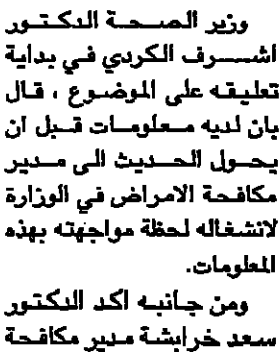 وزير الصحة الدكتور
اشرف الكردي في بداية
تعليقه على الموضوع ، قال
بان لديه معلومات قبل ان
يحول الحديث الى مدير
مكافحة الامراض في الوزارة
لانشغاله لحظة مواجهته بهذه
المعلومات.
ومن جانبه اكد الدكتور
سعد خرابشة مدير مكافحة